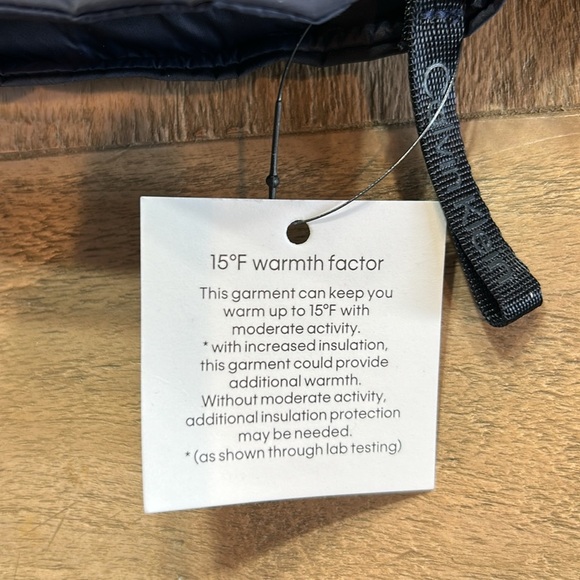 Calvin Klein
15°F warmth factor
This garment can keep you
warm up to 15°F with
moderate activity.
* with increased insulation,
this garment could provide
additional warmth.
Without moderate activity,
additional insulation protection
may be needed.
* (as shown through lab testing)